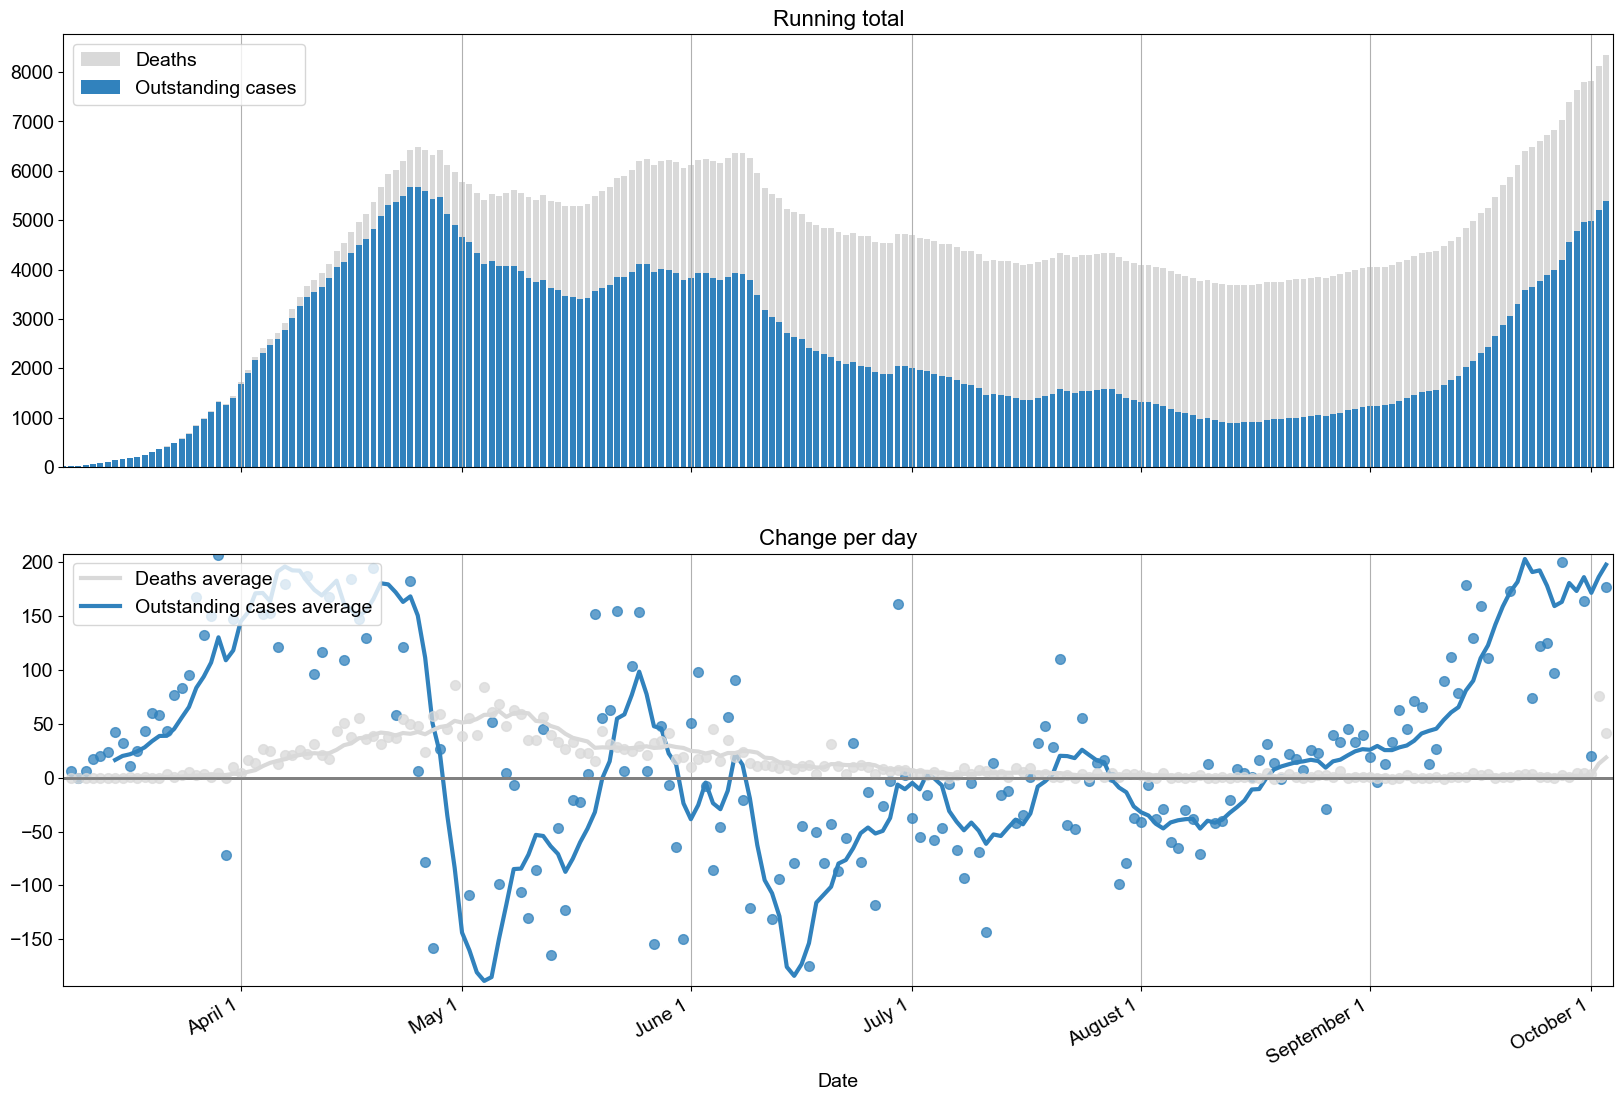 Running total
Deaths
Outstanding cases
8000
7000
6000
5000
4000
3000
2000
1000
0
Change per day
Deaths average
Outstanding cases average
200
150
100
50
0
−50
−100
−150
April 1
May 1
June 1
July 1
August 1
September 1
October 1
Date